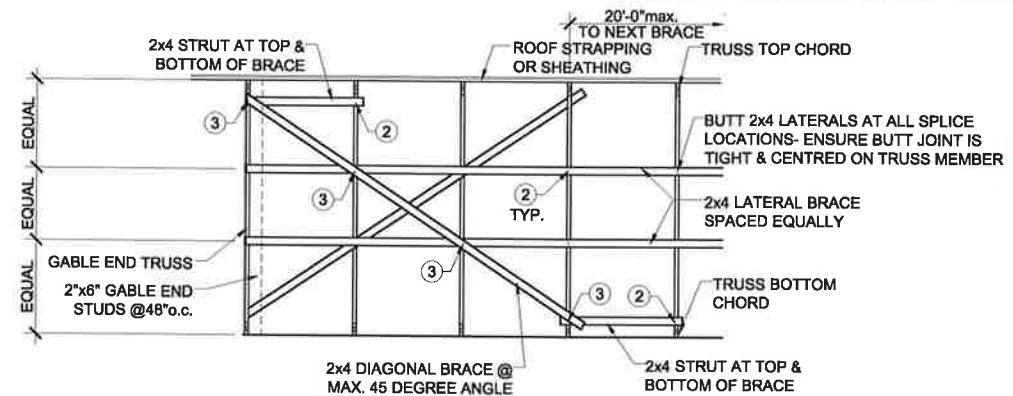 20'-0"max.
TO NEXT BRACE
2x4 STRUT AT TOP &
BOTTOM OF BRACE
ROOF STRAPPING
OR SHEATHING
TRUSS TOP CHORD
EQUAL
3
2
BUTT 2x4 LATERALS AT ALL SPLICE
LOCATIONS- ENSURE BUTT JOINT IS
TIGHT & CENTRED ON TRUSS MEMBER
3
2
TYP.
2x4 LATERAL BRACE
SPACED EQUALLY
EQUAL
GABLE END TRUSS
3
2"x6" GABLE END
STUDS @48"o.c.
EQUAL
3
2
TRUSS BOTTOM
CHORD
2x4 DIAGONAL BRACE @
MAX. 45 DEGREE ANGLE
2x4 STRUT AT TOP &
BOTTOM OF BRACE